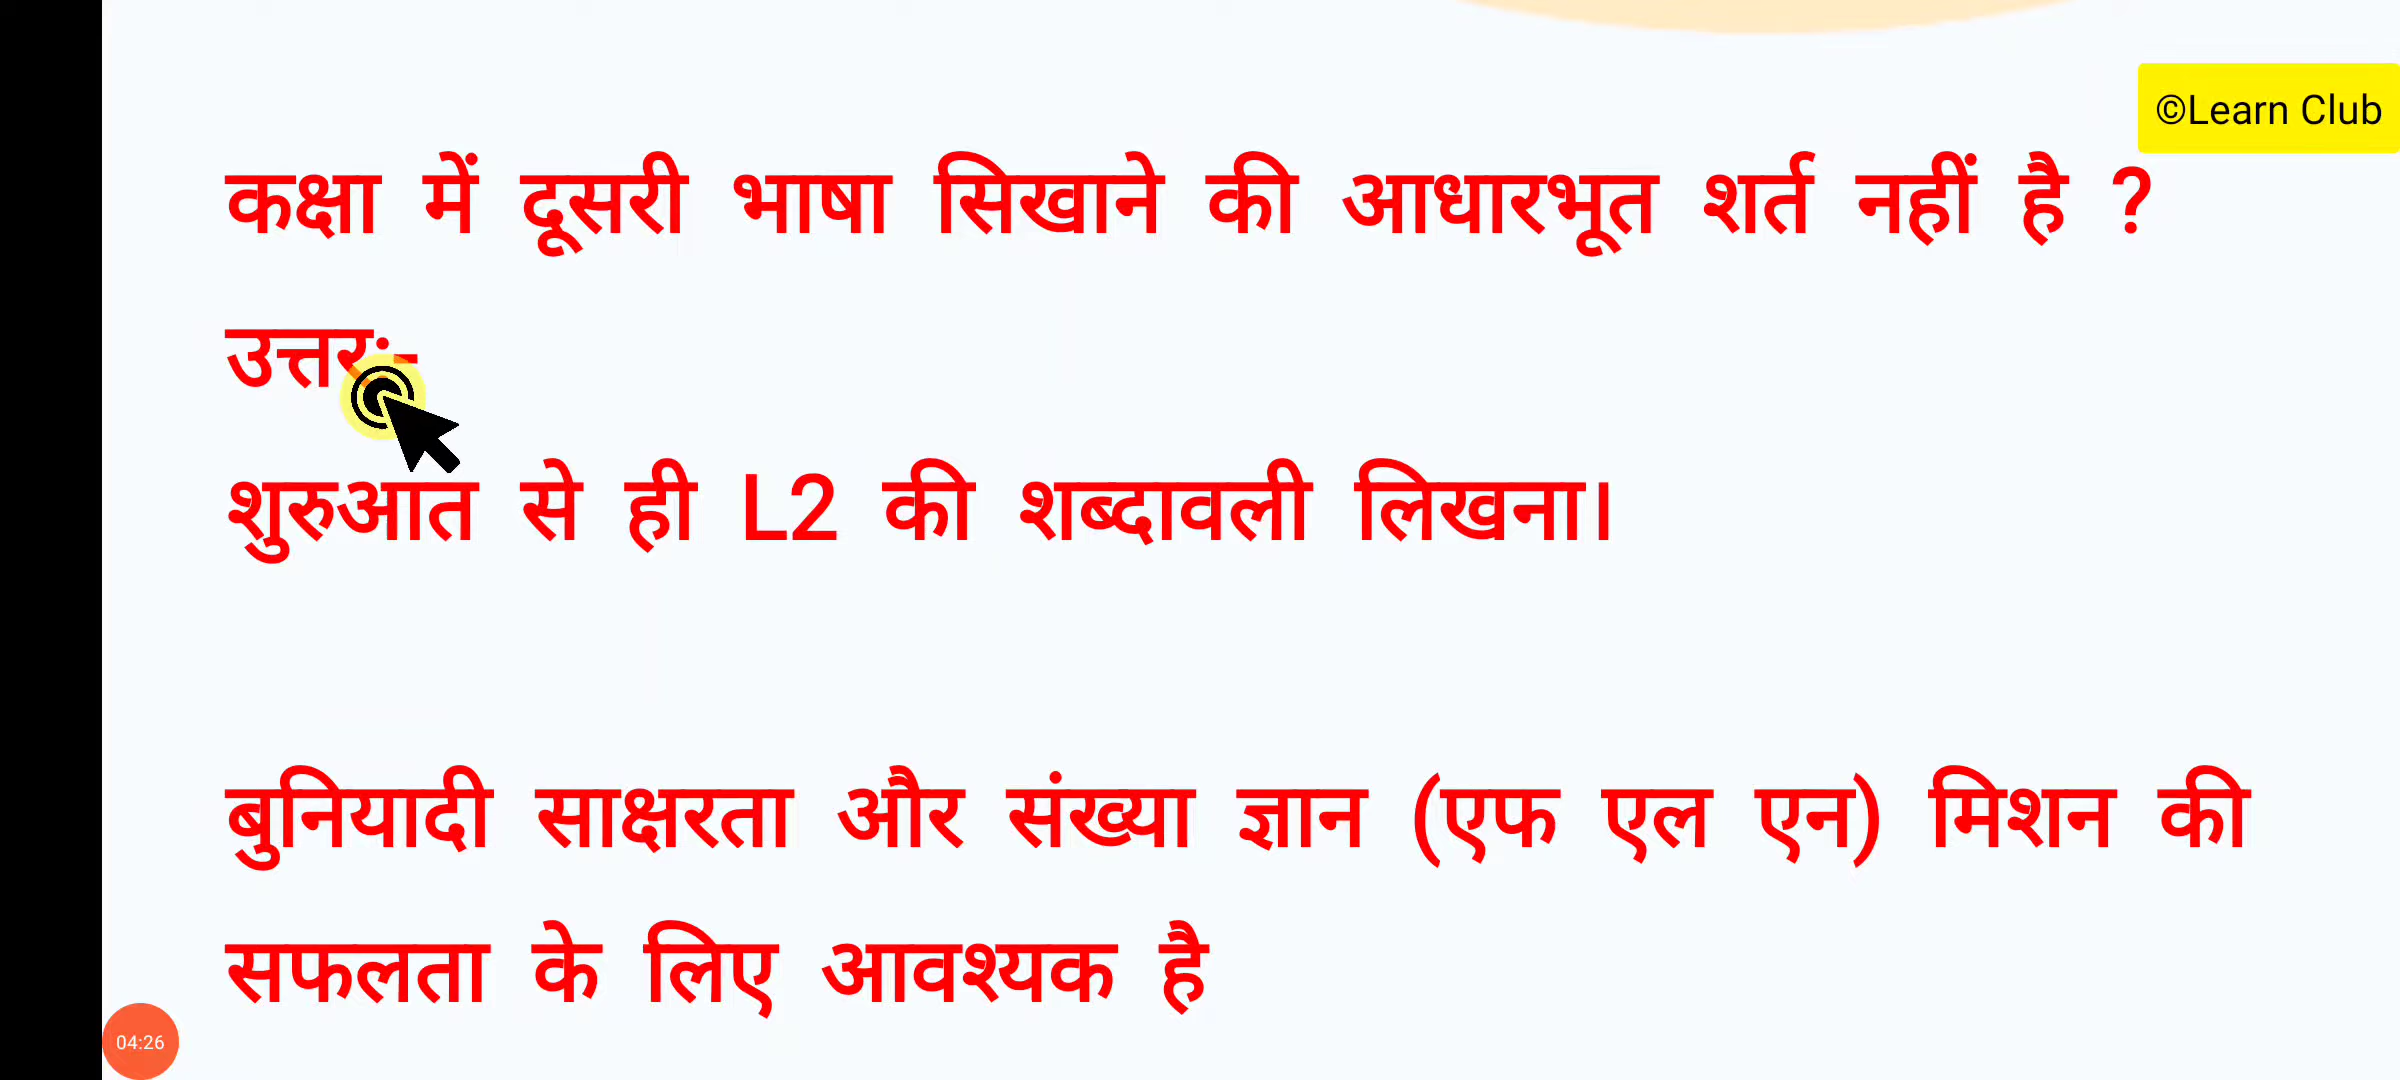 ©Learn Club
कक्षा में दूसरी भाषा सिखाने की आधारभूत शर्त नहीं है ?
उत्तर:-
शुरुआत से ही L2 की शब्दावली लिखना।
बुनियादी साक्षरता और संख्या ज्ञान (एफ एल एन) मिशन की
सफलता के लिए आवश्यक है
04:26